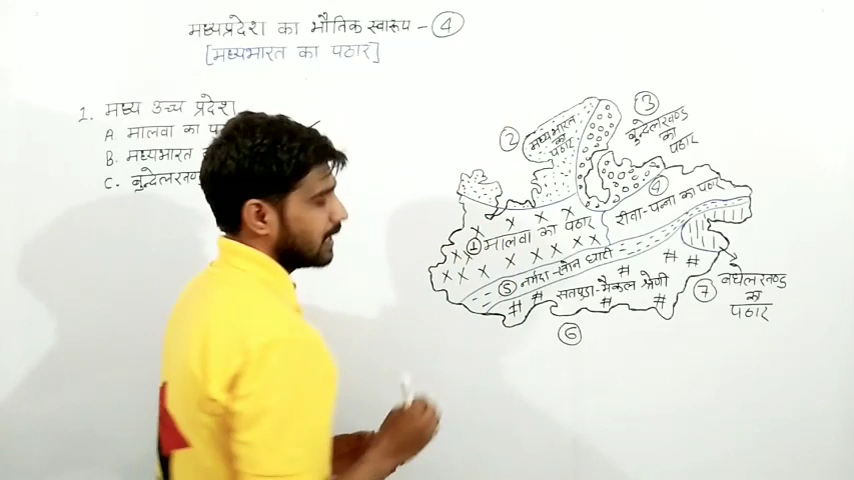 मध्यप्रदेश का भौतिक स्वारूप - ④
[मध्यभारत का पठार]
1. मध्य उच्च प्रदेश
A. मालवा का
B. मध्यभारत
C.
② मध्यभारत
का
पठार
③
बुन्देलखण्ड
का
पठार
④
रीवा-पन्ना का पठार
① मालवा का पठार
⑤ नर्मदा-सोन घाटी
सतपुड़ा-मैकल श्रेणी
⑥
⑦ बघेलखण्ड
का
पठार